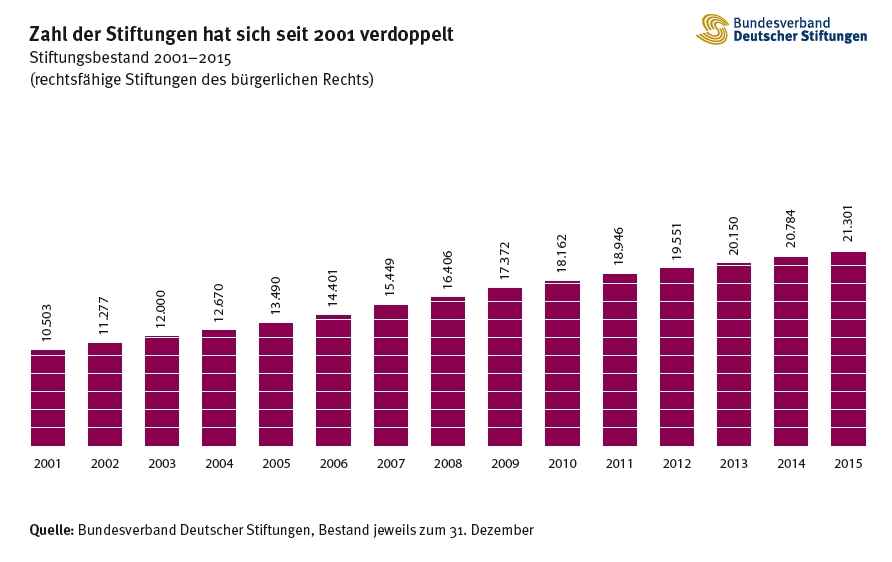 Zahl der Stiftungen hat sich seit 2001 verdoppelt
Stiftungsbestand 2001–2015
(rechtsfähige Stiftungen des bürgerlichen Rechts)
Bundesverband
Deutscher Stiftungen
10.503 11.277 12.000 12.670 13.490 14.401 15.449 16.406 17.372 18.162 18.946 19.551 20.150 20.784 21.301
2001 2002 2003 2004 2005 2006 2007 2008 2009 2010 2011 2012 2013 2014 2015
Quelle: Bundesverband Deutscher Stiftungen, Bestand jeweils zum 31. Dezember